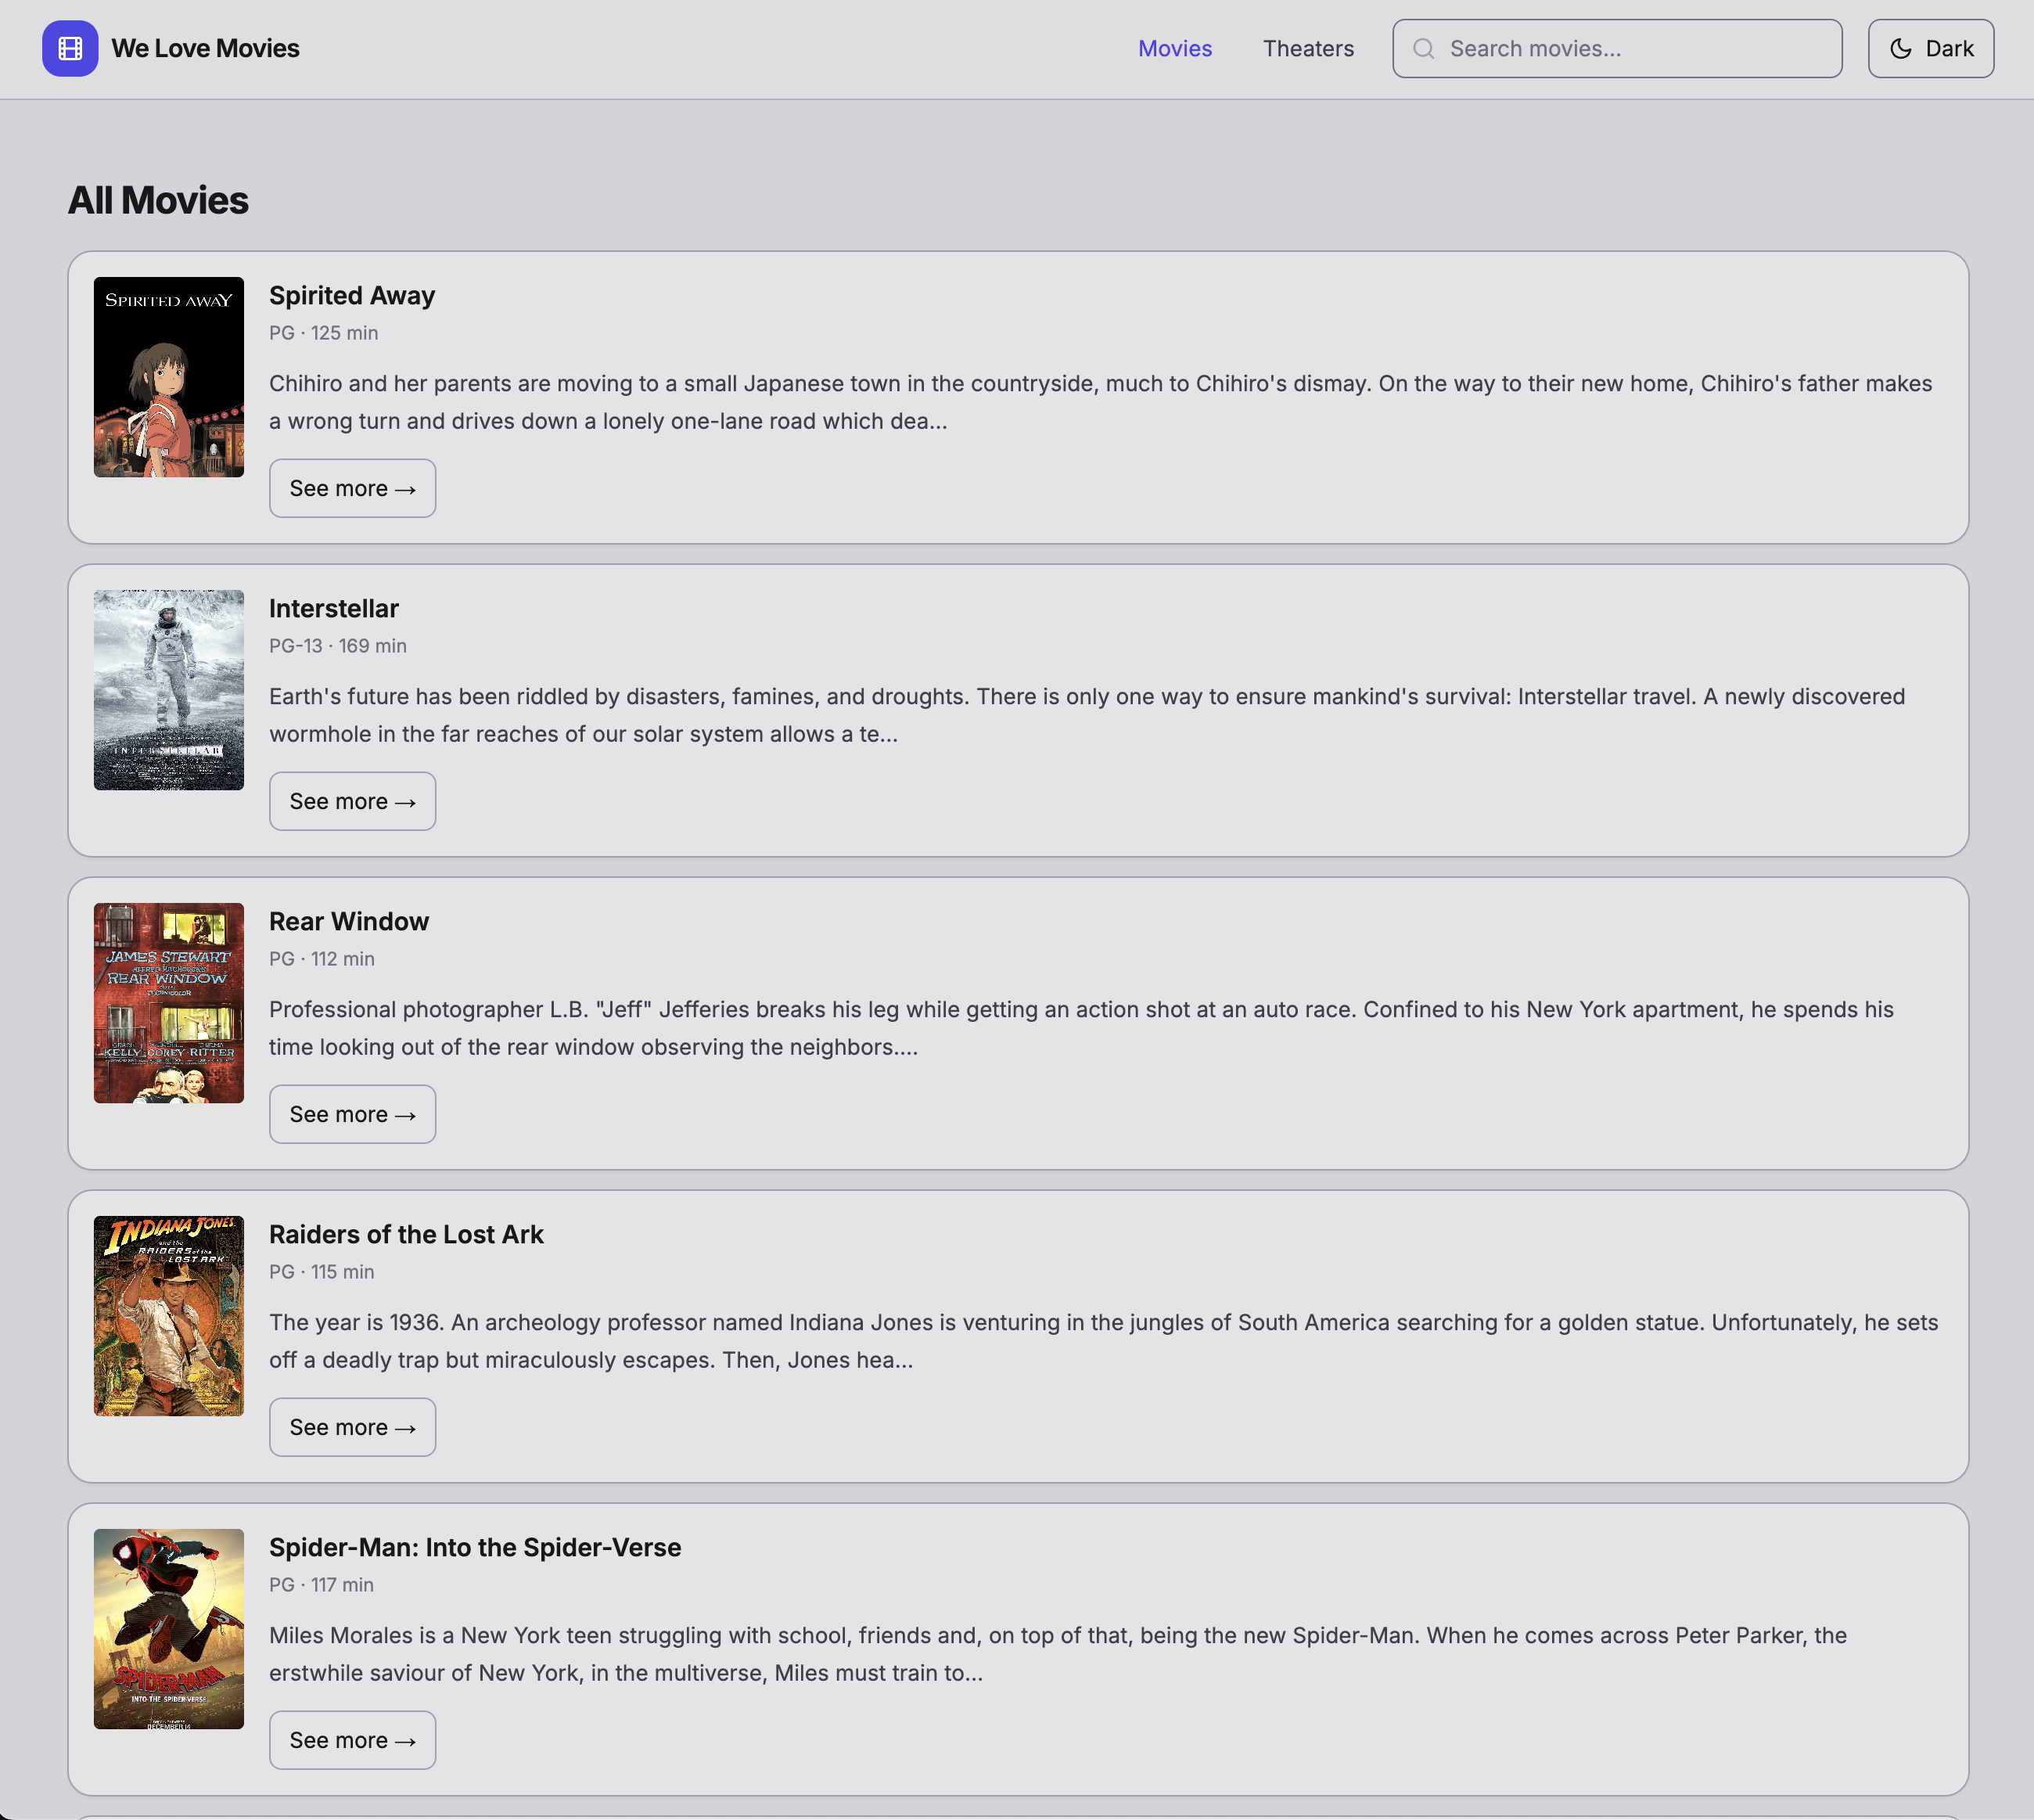 We Love Movies
Movies
Theaters
Search movies...
Dark
All Movies
SPIRITED AWAY
Spirited Away
PG · 125 min
Chihiro and her parents are moving to a small Japanese town in the countryside, much to Chihiro's dismay. On the way to their new home, Chihiro's father makes
a wrong turn and drives down a lonely one-lane road which dea...
See more →
INTERSTELLAR
Interstellar
PG-13 · 169 min
Earth's future has been riddled by disasters, famines, and droughts. There is only one way to ensure mankind's survival: Interstellar travel. A newly discovered
wormhole in the far reaches of our solar system allows a te...
See more →
JAMES STEWART
ALFRED HITCHCOCK'S
REAR WINDOW
KELLY COREY RITTER
Rear Window
PG · 112 min
Professional photographer L.B. "Jeff" Jefferies breaks his leg while getting an action shot at an auto race. Confined to his New York apartment, he spends his
time looking out of the rear window observing the neighbors....
See more →
INDIANA JONES
and the
RAIDERS of the
LOST ARK
Raiders of the Lost Ark
PG · 115 min
The year is 1936. An archeology professor named Indiana Jones is venturing in the jungles of South America searching for a golden statue. Unfortunately, he sets
off a deadly trap but miraculously escapes. Then, Jones hea...
See more →
SPIDER-MAN
INTO THE SPIDER-VERSE
DECEMBER 14
Spider-Man: Into the Spider-Verse
PG · 117 min
Miles Morales is a New York teen struggling with school, friends and, on top of that, being the new Spider-Man. When he comes across Peter Parker, the
erstwhile saviour of New York, in the multiverse, Miles must train to...
See more →